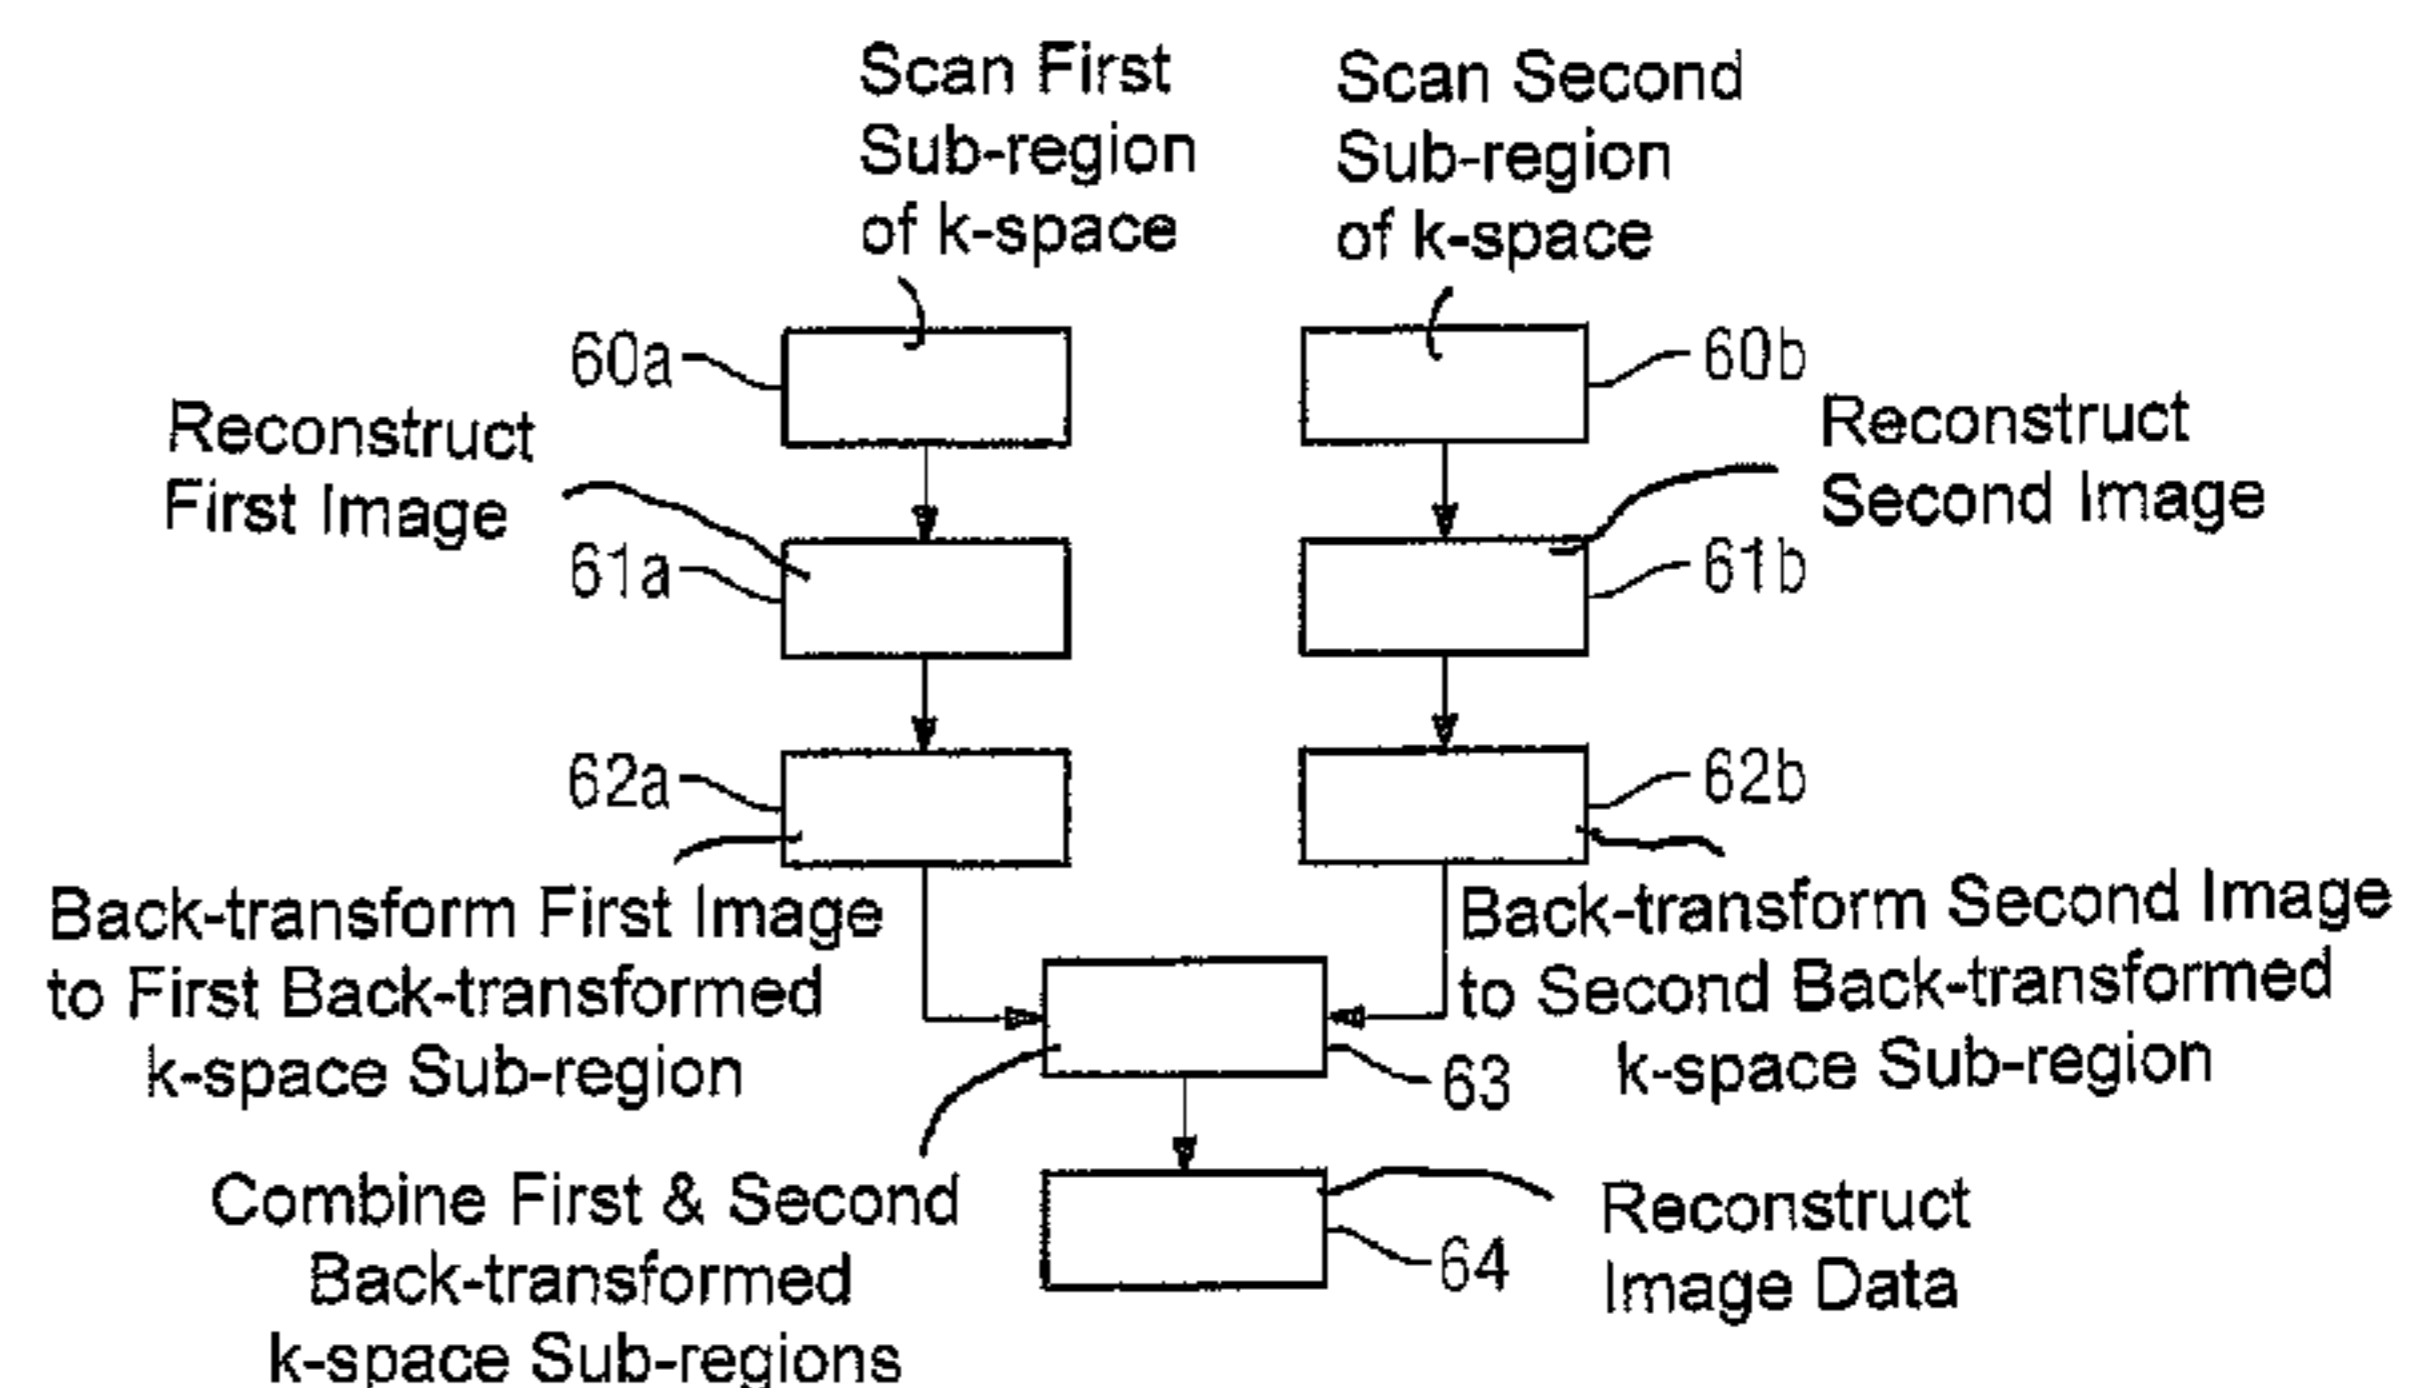 Scan First
Sub-region
of k-space
Scan Second
Sub-region
of k-space
60a
60b
Reconstruct
First Image
Reconstruct
Second Image
61a
61b
62a
62b
Back-transform First Image
to First Back-transformed
k-space Sub-region
Back-transform Second Image
to Second Back-transformed
k-space Sub-region
63
Combine First & Second
Back-transformed
k-space Sub-regions
64
Reconstruct
Image Data